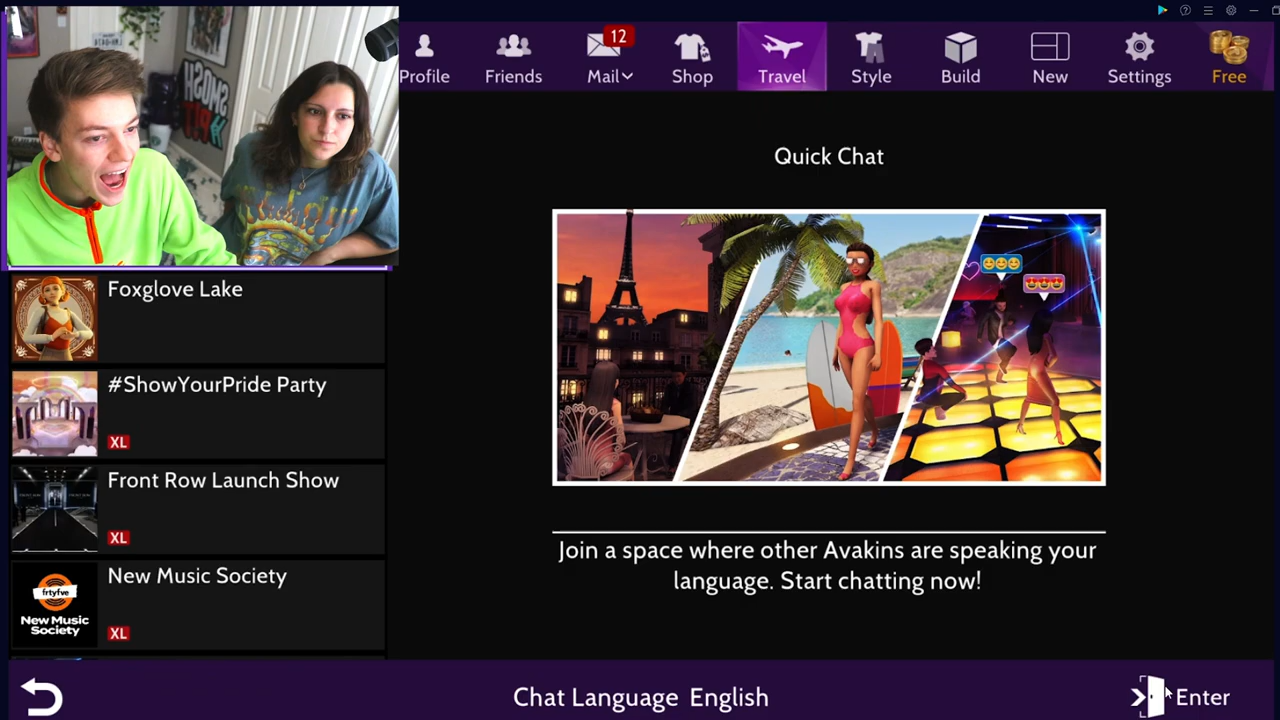 Profile
Friends
12
Mail
Shop
Travel
Style
Build
New
Settings
Free
SMOSH
PIT
Quick Chat
Foxglove Lake
#ShowYourPride Party
XL
Front Row Launch Show
XL
New Music Society
frtyfve
New Music
Society
XL
Join a space where other Avakins are speaking your
language. Start chatting now!
Chat Language English
Enter